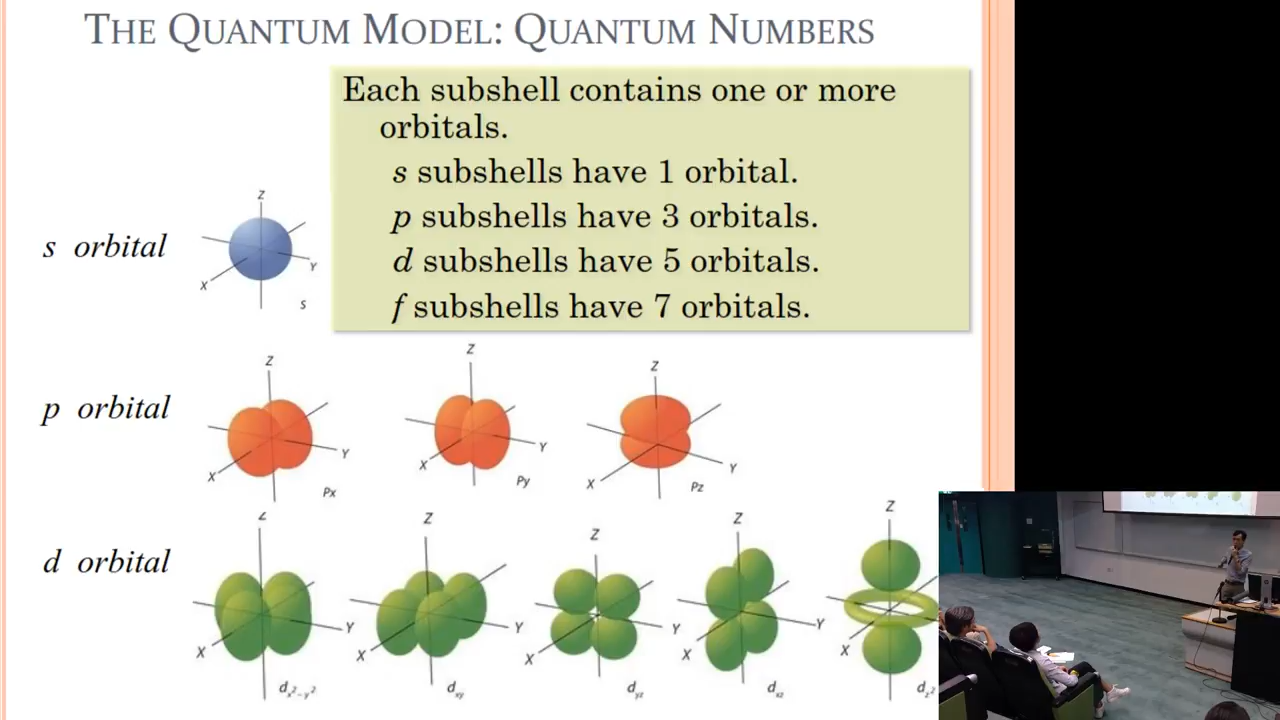 THE QUANTUM MODEL: QUANTUM NUMBERS
Each subshell contains one or more
orbitals.
s subshells have 1 orbital.
p subshells have 3 orbitals.
d subshells have 5 orbitals.
f subshells have 7 orbitals.
s orbital
Z
Y
X
s
p orbital
Z
Y
X
Px
Z
Y
X
Py
Z
Y
X
Pz
d orbital
Z
Y
X
dx²-y²
Z
Y
X
dxy
Z
Y
X
dyz
Z
Y
X
dxz
Z
X
dz²